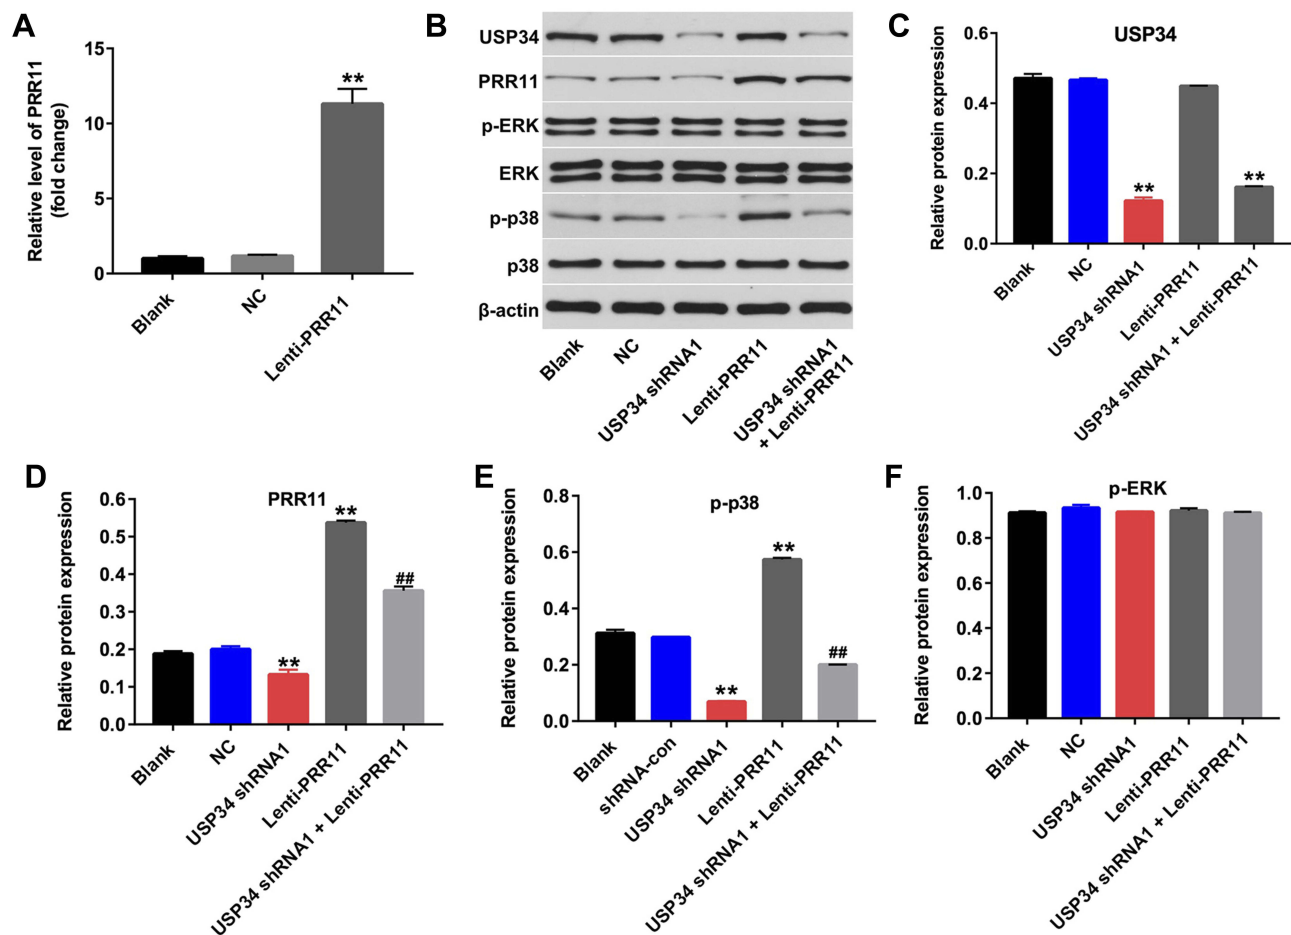 A
Relative level of PRR11
(fold change)
15
10
5
0
**
Blank
NC
Lenti-PRR11
B
USP34
PRR11
p-ERK
ERK
p-p38
p38
β-actin
Blank
NC
USP34 shRNA1
Lenti-PRR11
USP34 shRNA1
+ Lenti-PRR11
C
USP34
Relative protein expression
0.6
0.4
0.2
0.0
**
**
Blank
NC
USP34 shRNA1
Lenti-PRR11
USP34 shRNA1 + Lenti-PRR11
D
PRR11
Relative protein expression
0.6
0.5
0.4
0.3
0.2
0.1
0.0
**
**
##
Blank
NC
USP34 shRNA1
Lenti-PRR11
USP34 shRNA1 + Lenti-PRR11
E
p-p38
Relative protein expression
0.8
0.6
0.4
0.2
0.0
**
**
##
Blank
shRNA-con
USP34 shRNA1
Lenti-PRR11
USP34 shRNA1 + Lenti-PRR11
F
p-ERK
Relative protein expression
1.0
0.8
0.6
0.4
0.2
0.0
Blank
NC
USP34 shRNA1
Lenti-PRR11
USP34 shRNA1 + Lenti-PRR11